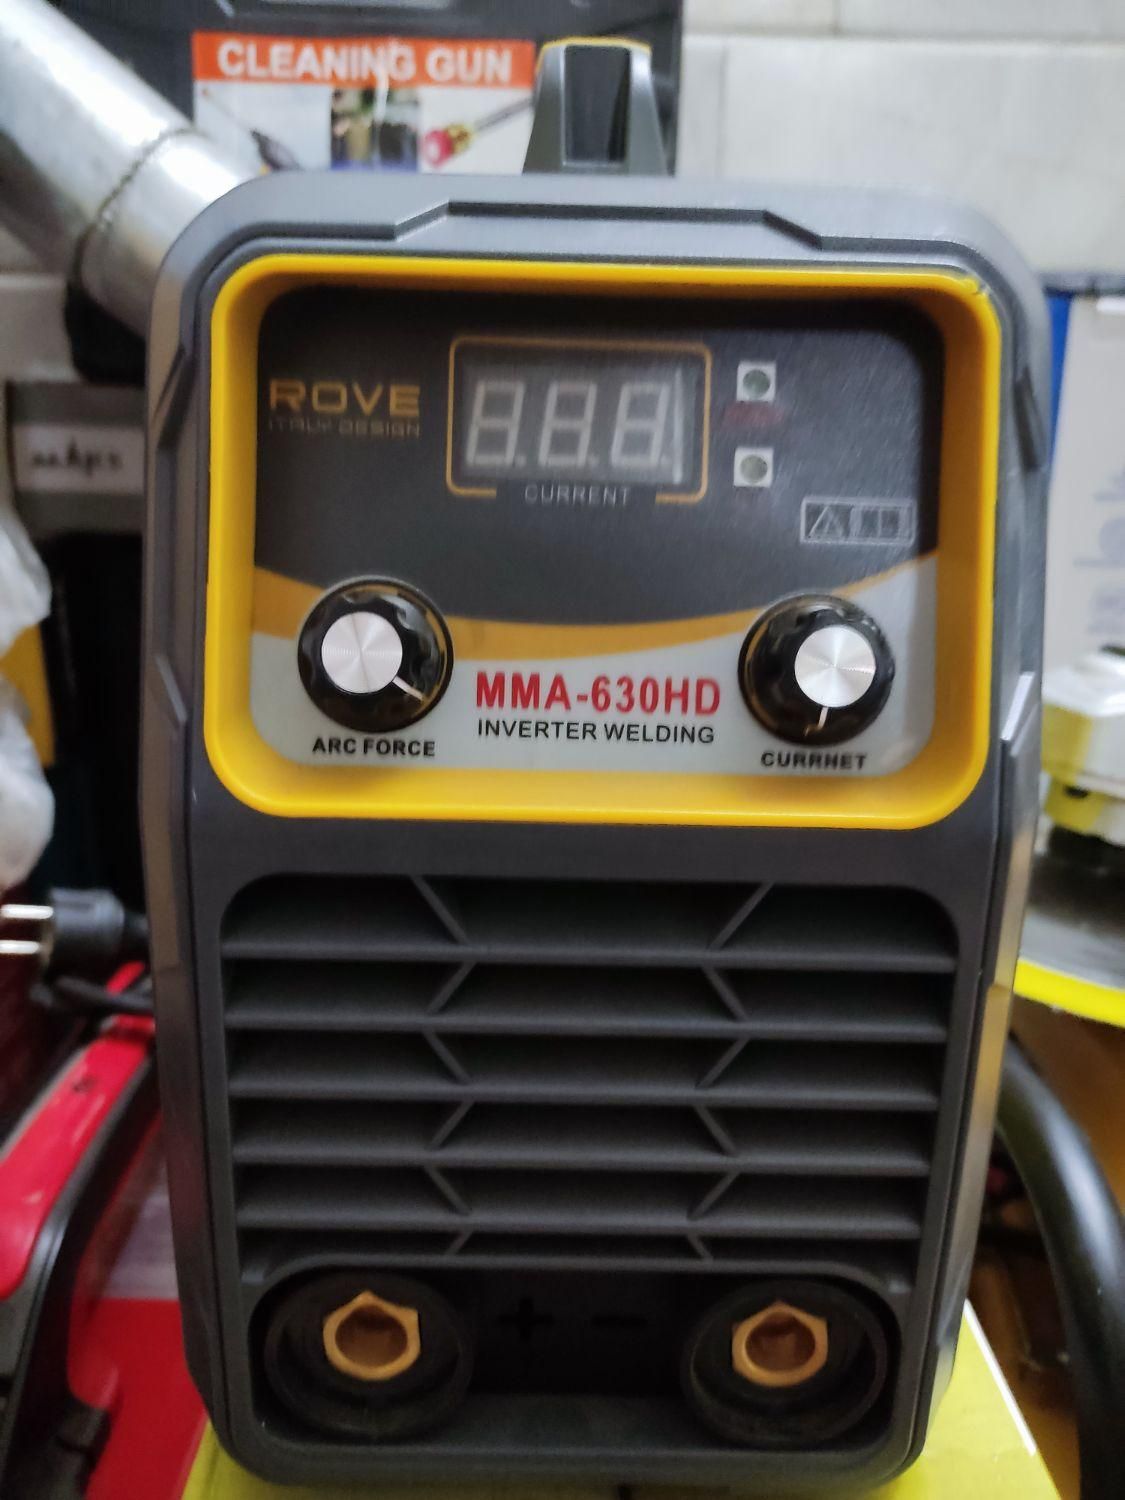 CLEANING GUN
ROVE
ITALY DESIGN
CURRENT
ARC FORCE
MMA-630HD
INVERTER WELDING
CURRNET
+ -